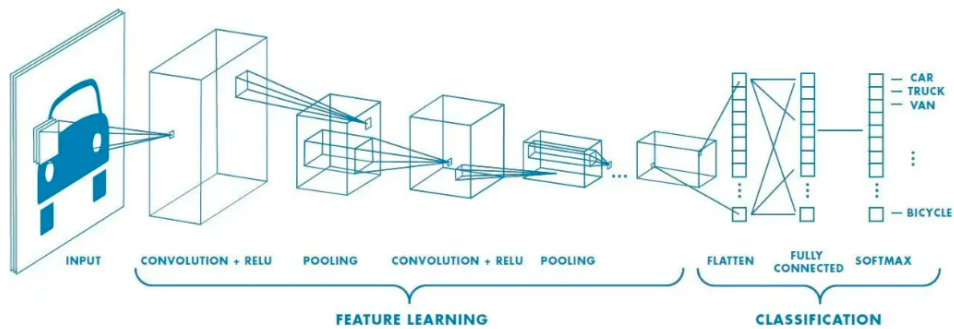 CAR
TRUCK
VAN
BICYCLE
INPUT
CONVOLUTION + RELU
POOLING
CONVOLUTION + RELU
POOLING
FLATTEN
FULLY
CONNECTED
SOFTMAX
FEATURE LEARNING
CLASSIFICATION